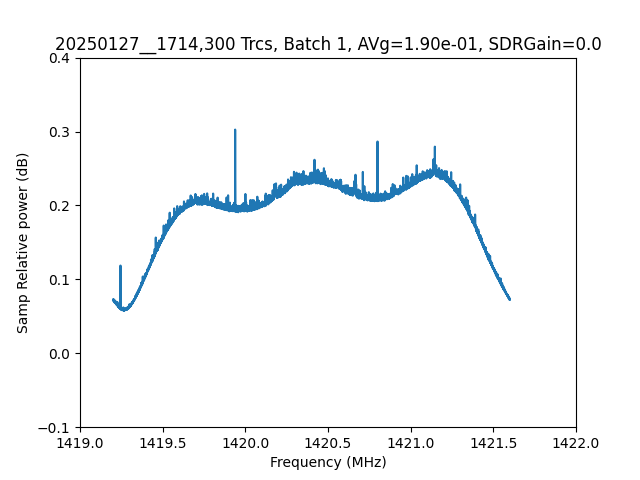 20250127__1714,300 Trcs, Batch 1, AVg=1.90e-01, SDRGain=0.0
0.4
0.3
0.2
0.1
0.0
−0.1
Samp Relative power (dB)
1419.0 1419.5 1420.0 1420.5 1421.0 1421.5 1422.0
Frequency (MHz)